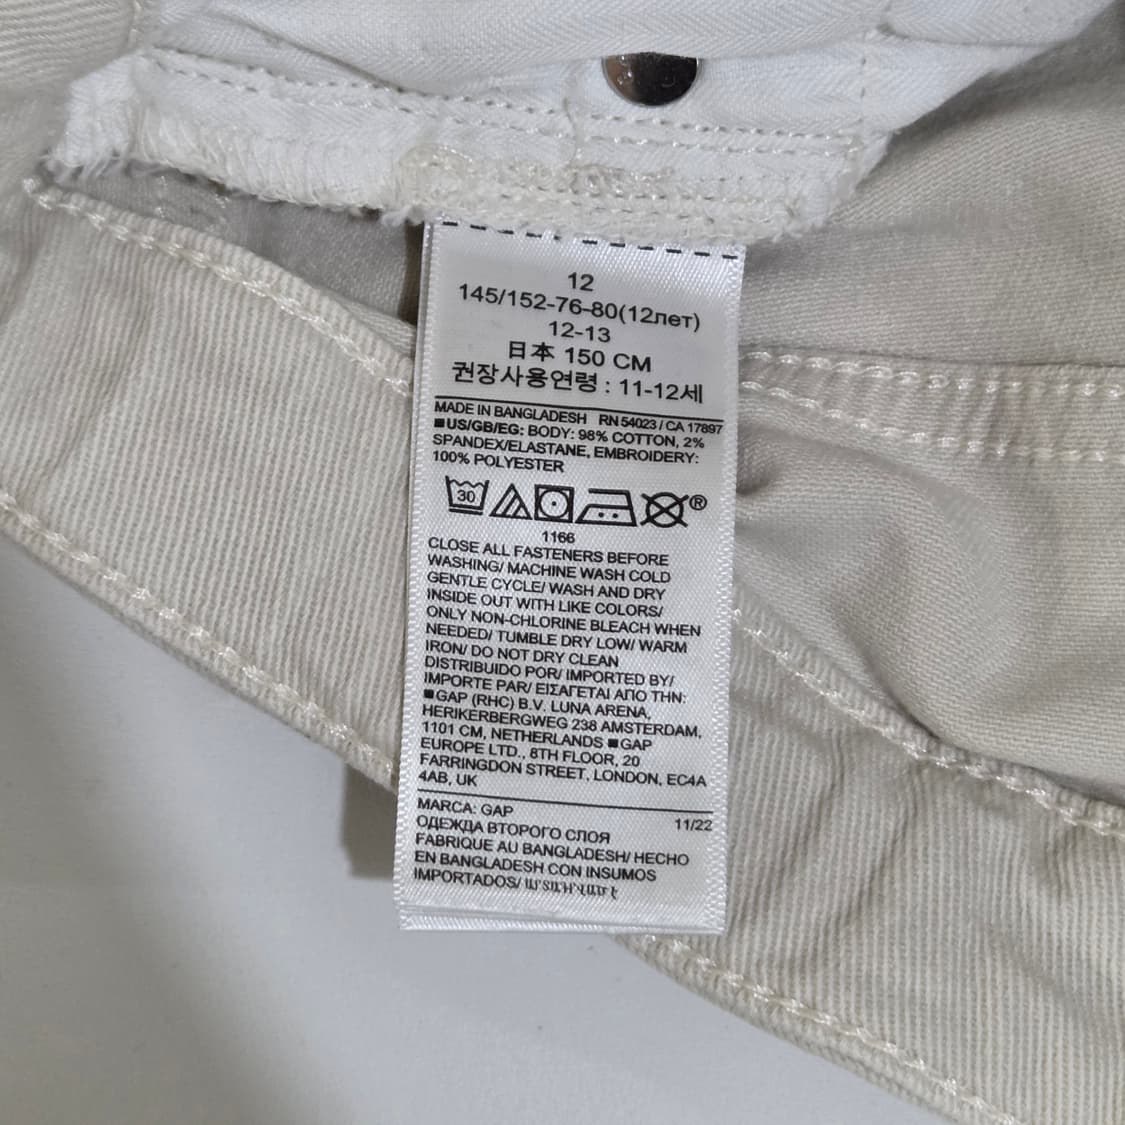 12
145/152-76-80(12лет)
12-13
日本 150 CM
권장사용연령 : 11-12세
MADE IN BANGLADESH RN 54023 / CA 17897
■US/GB/EG: BODY: 98% COTTON, 2%
SPANDEX/ELASTANE, EMBROIDERY:
100% POLYESTER
30 ®
1166
CLOSE ALL FASTENERS BEFORE
WASHING/ MACHINE WASH COLD
GENTLE CYCLE/ WASH AND DRY
INSIDE OUT WITH LIKE COLORS/
ONLY NON-CHLORINE BLEACH WHEN
NEEDED/ TUMBLE DRY LOW/ WARM
IRON/ DO NOT DRY CLEAN
DISTRIBUIDO POR/ IMPORTED BY/
IMPORTE PAR/ ΕΙΣΑΓΕΤΑΙ ΑΠΟ ΤΗΝ:
■GAP (RHC) B.V. LUNA ARENA,
HERIKERBERGWEG 238 AMSTERDAM,
1101 CM, NETHERLANDS ■GAP
EUROPE LTD., 8TH FLOOR, 20
FARRINGDON STREET, LONDON, EC4A
4AB, UK
MARCA: GAP 11/22
ОДЕЖДА ВТОРОГО СЛОЯ
FABRIQUE AU BANGLADESH/ HECHO
EN BANGLADESH CON INSUMOS
IMPORTADOS/